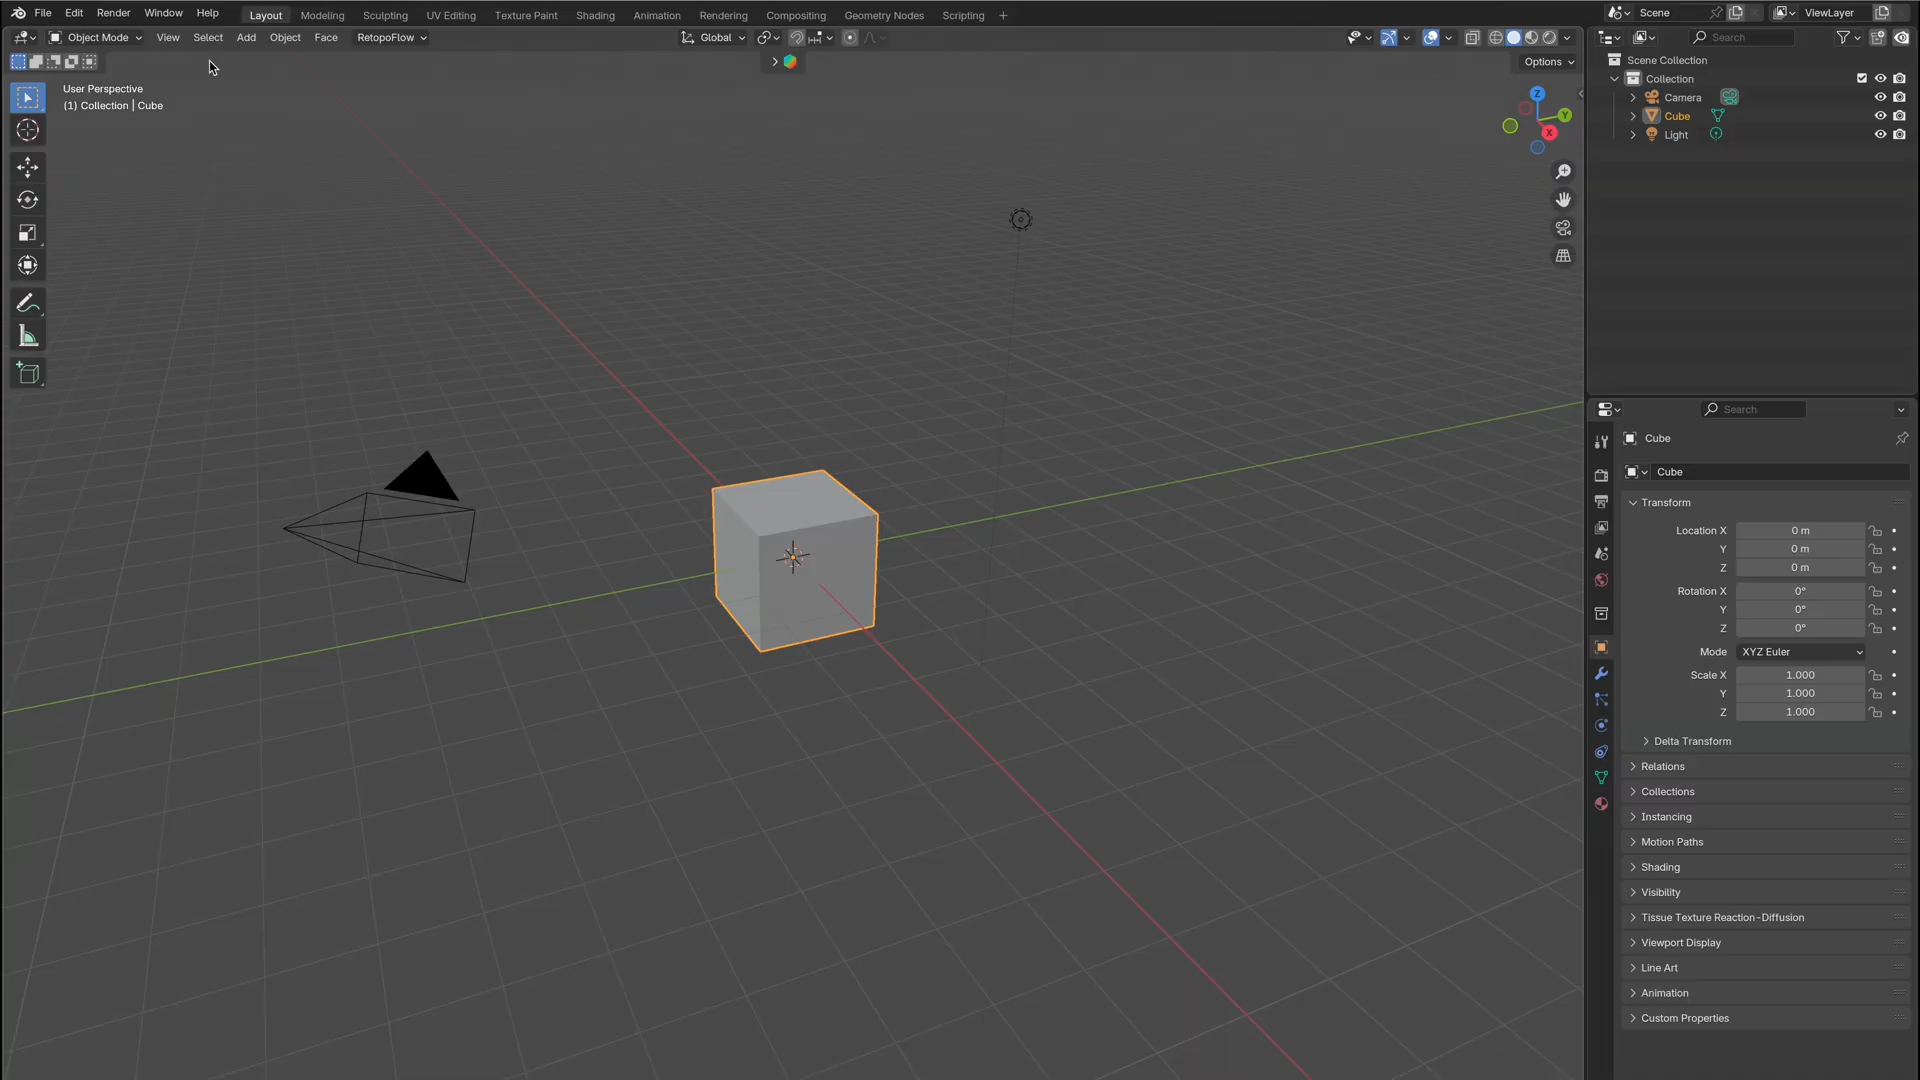 File Edit Render Window Help Layout Modeling Sculpting UV Editing Texture Paint Shading Animation Rendering Compositing Geometry Nodes Scripting + Scene ViewLayer
Object Mode View Select Add Object Face RetopoFlow Global Search
Options
User Perspective
(1) Collection | Cube
Z
Y
X
Scene Collection
Collection
Camera
Cube
Light
Search
Cube
Cube
Transform
Location X 0 m
Y 0 m
Z 0 m
Rotation X 0°
Y 0°
Z 0°
Mode XYZ Euler
Scale X 1.000
Y 1.000
Z 1.000
Delta Transform
Relations
Collections
Instancing
Motion Paths
Shading
Visibility
Tissue Texture Reaction-Diffusion
Viewport Display
Line Art
Animation
Custom Properties